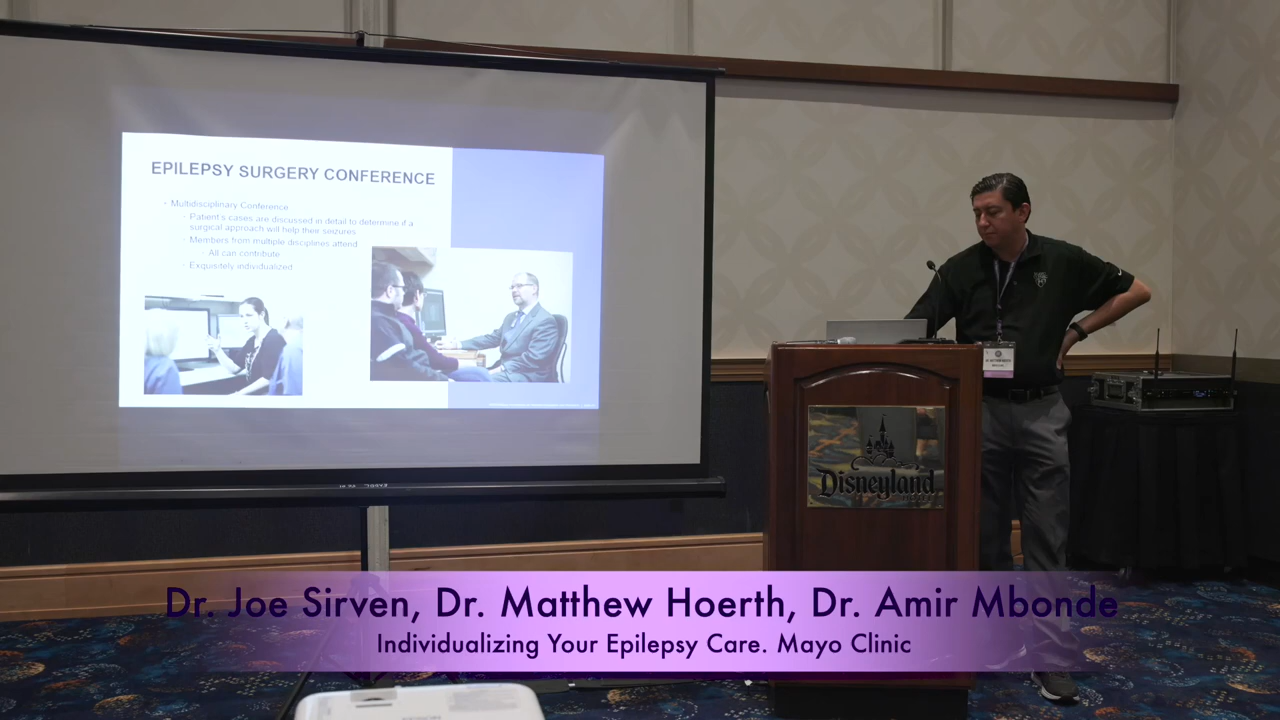 EPILEPSY SURGERY CONFERENCE
Multidisciplinary Conference
Patient's cases are discussed in detail to determine if a
surgical approach will help their seizures
Members from multiple disciplines attend
All can contribute
Exquisitely individualized
Disneyland
Dr. Joe Sirven, Dr. Matthew Hoerth, Dr. Amir Mbonde
Individualizing Your Epilepsy Care. Mayo Clinic